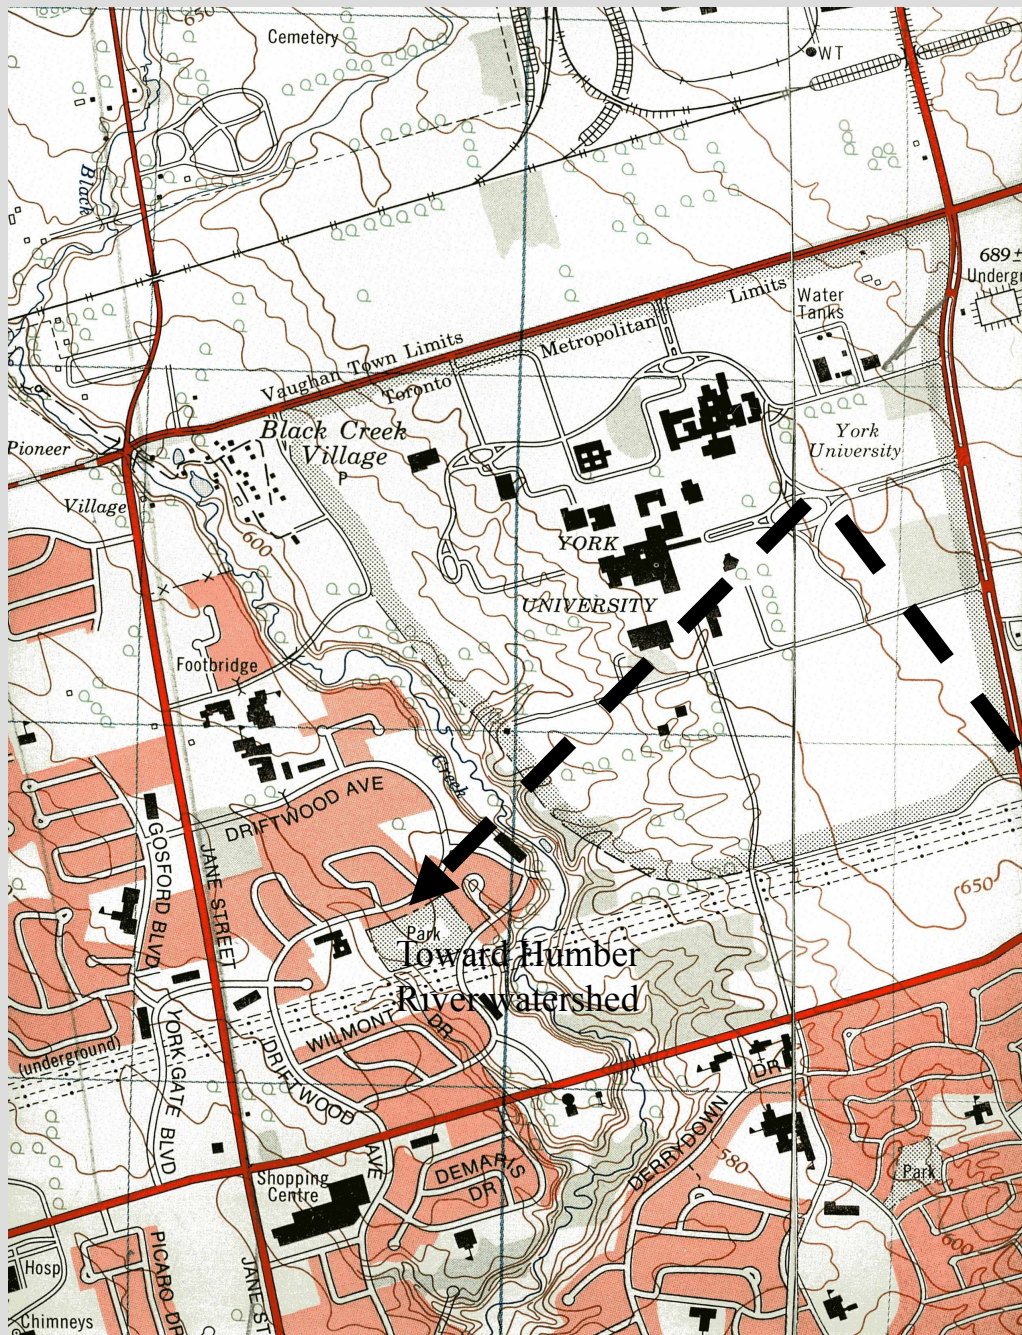 650
Cemetery
WT
Black
689±
Water
Tanks
Limits
Metropolitan
Vaughan Town Limits
Toronto
Black Creek
Village
P
Pioneer
Village
York
University
600
YORK
UNIVERSITY
Footbridge
Creek
DRIFTWOOD AVE
GOSFORD BLVD
JANE STREET
650
Park
Toward Humber
River watershed
WILMONT DR
(underground)
YORK GATE BLVD
DRIFTWOOD
AVE
DR
DERRYDOWN
580
DEMARIS
DR
Park
Shopping
Centre
600
Hosp
PICARO DR
JANE ST
Chimneys